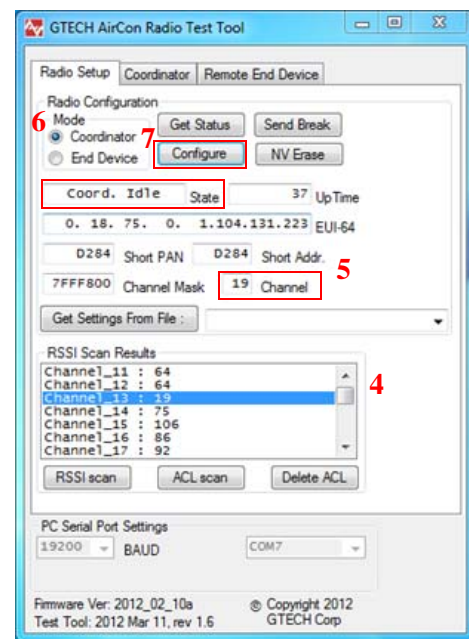 GTECH AirCon Radio Test Tool
Radio Setup Coordinator Remote End Device
Radio Configuration
6 Mode
Coordinator 7 Get Status Send Break
End Device Configure NV Erase
Coord. Idle State 37 UpTime
0. 18. 75. 0. 1.104.131.223 EUI-64
D284 Short PAN D284 Short Addr.
5
7FFF800 Channel Mask 19 Channel
Get Settings From File :
RSSI Scan Results
Channel_11 : 64
Channel_12 : 64
Channel_13 : 19
4
Channel_14 : 75
Channel_15 : 106
Channel_16 : 86
Channel_17 : 92
RSSI scan ACL scan Delete ACL
PC Serial Port Settings
19200 BAUD COM7
Firmware Ver: 2012_02_10a © Copyright 2012
Test Tool: 2012 Mar 11, rev 1.6 GTECH Corp